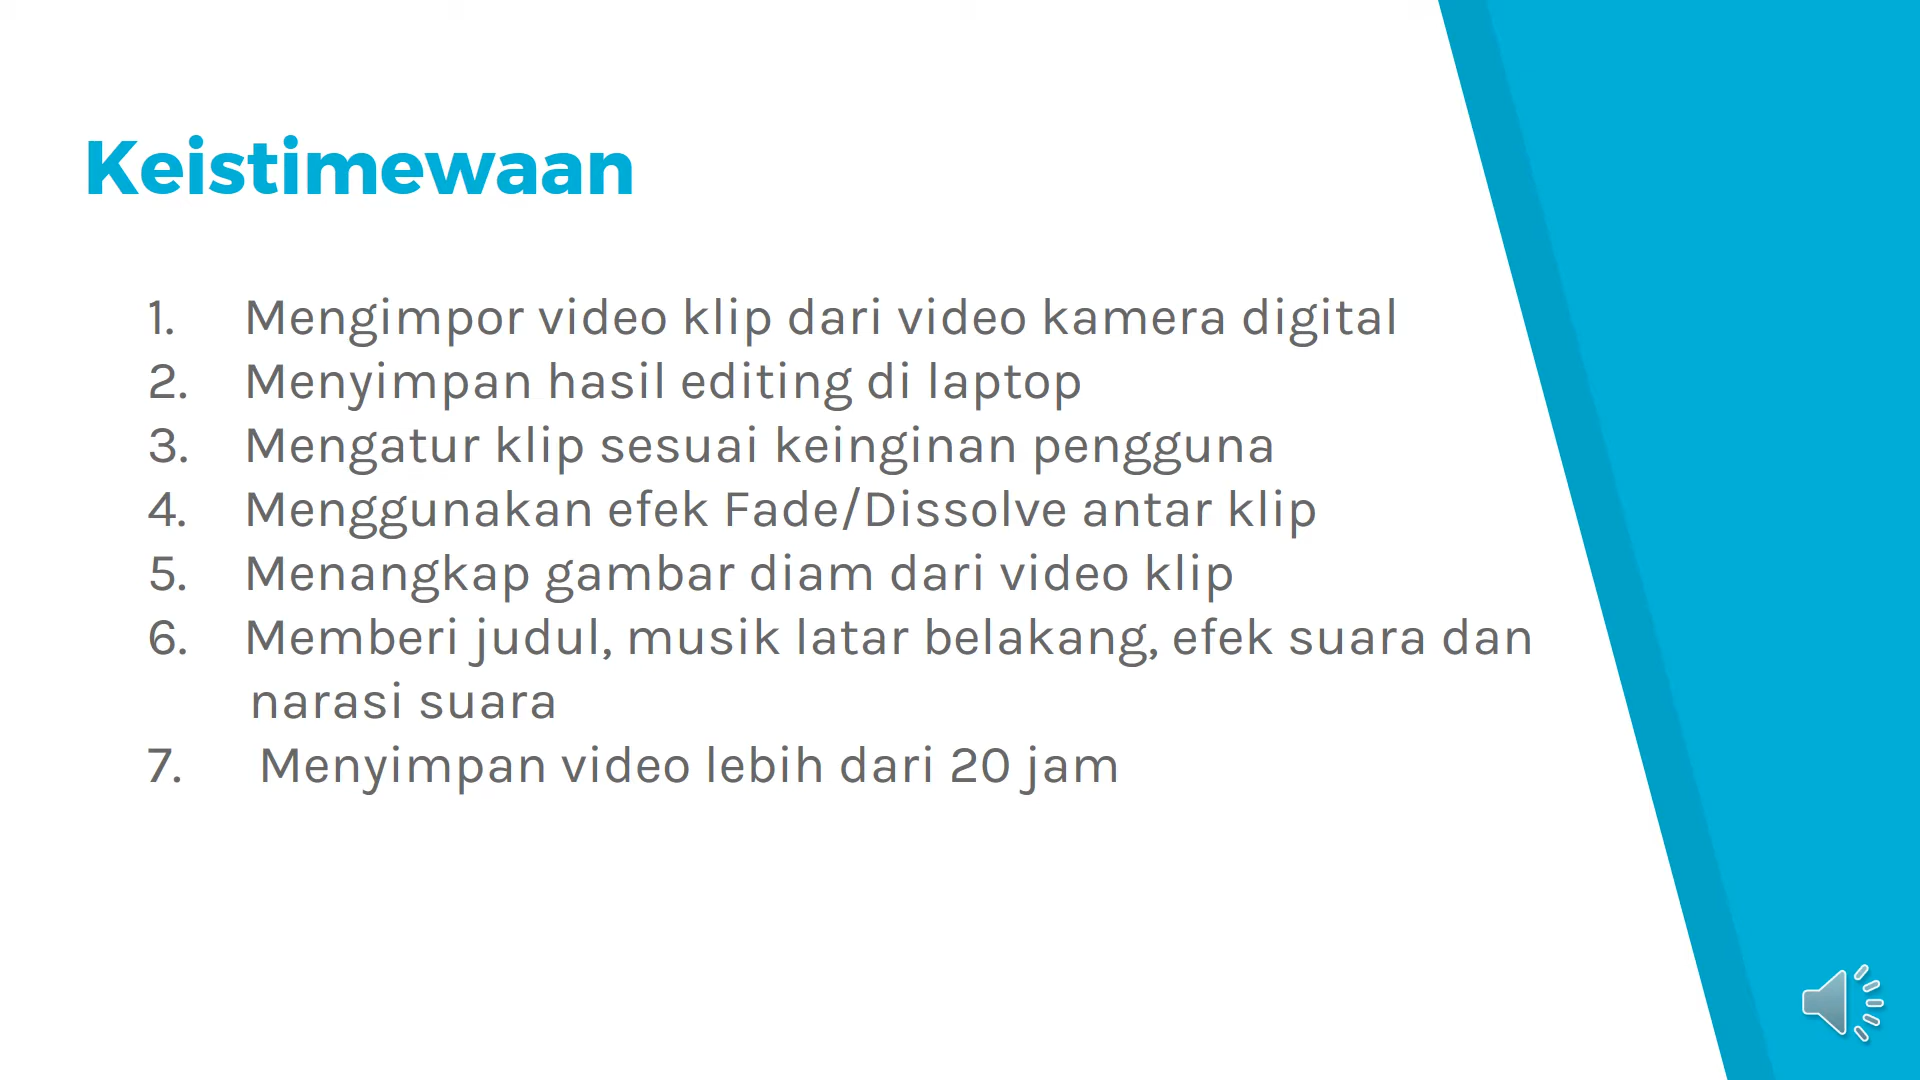 Keistimewaan
1. Mengimpor video klip dari video kamera digital
2. Menyimpan hasil editing di laptop
3. Mengatur klip sesuai keinginan pengguna
4. Menggunakan efek Fade/Dissolve antar klip
5. Menangkap gambar diam dari video klip
6. Memberi judul, musik latar belakang, efek suara dan
narasi suara
7. Menyimpan video lebih dari 20 jam